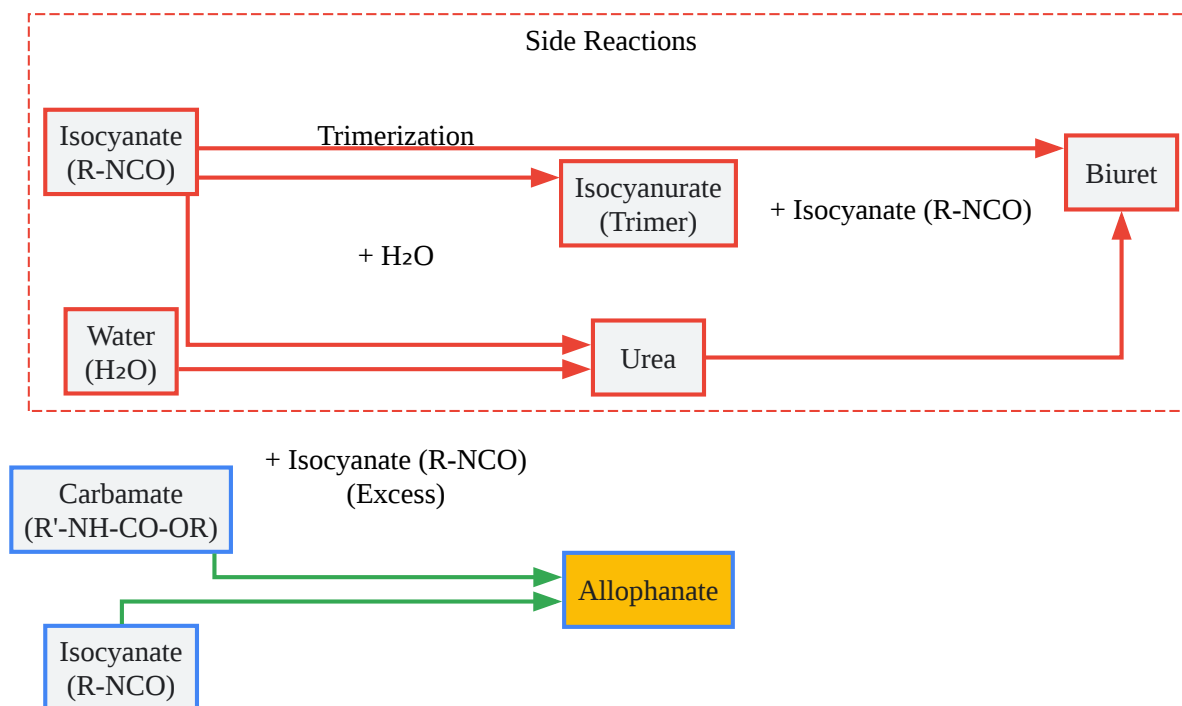 Side Reactions
Isocyanate
(R-NCO)
Trimerization
Biuret
Isocyanurate
(Trimer)
+ Isocyanate (R-NCO)
+ H₂O
Water
(H₂O)
Urea
+ Isocyanate (R-NCO)
(Excess)
Carbamate
(R'-NH-CO-OR)
Allophanate
Isocyanate
(R-NCO)